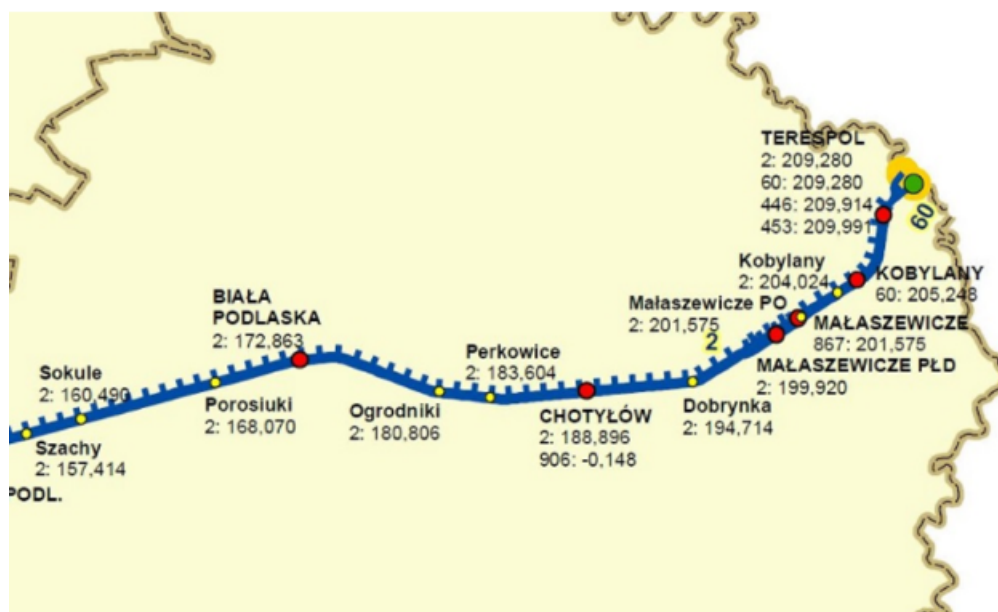 TERESPOL
2: 209,280
60: 209,280
446: 209,914
453: 209,991
60
Kobylany
2: 204,024
KOBYLANY
60: 205,248
BIAŁA
PODLASKA
2: 172,863
Małaszewicze PO
2: 201,575
2
MAŁASZEWICZE
867: 201,575
MAŁASZEWICZE PŁD
2: 199,920
Perkowice
2: 183,604
Sokule
2: 160,490
Porosiuki
2: 168,070
Ogrodniki
2: 180,806
CHOTYŁÓW
2: 188,896
906: -0,148
Dobrynka
2: 194,714
Szachy
2: 157,414
PODL.